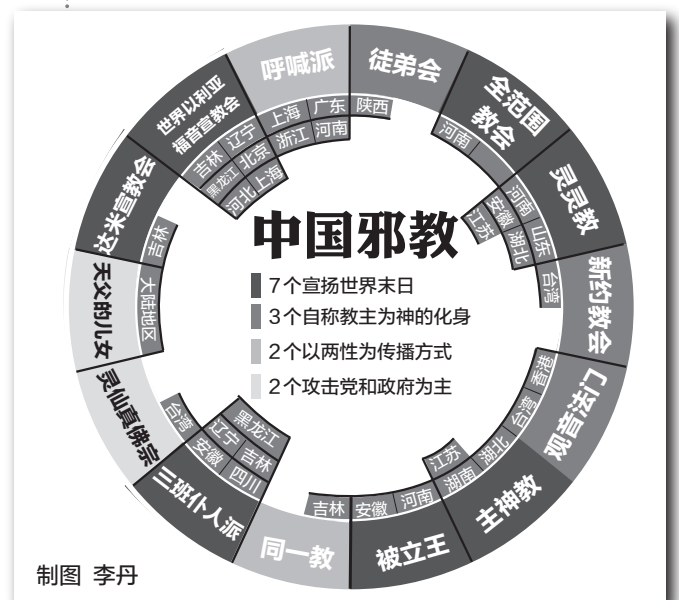 中国邪教
7个宣扬世界末日
3个自称教主为神的化身
2个以两性为传播方式
2个攻击党和政府为主
呼喊派
上海
广东
浙江
河南
徒弟会
陕西
全范围
教会
河南
灵灵教
河南
山东
安徽
湖北
江苏
新约教会
台湾
观音法门
香港
台湾
主神教
湖北
湖南
江苏
被立王
河南
安徽
同一教
吉林
三班仆人派
黑龙江
辽宁
吉林
安徽
四川
灵仙真佛宗
台湾
天父的儿女
大陆地区
达米宣教会
吉林
世界以利亚
福音宣教会
吉林
辽宁
黑龙江
北京
河北
上海
制图 李丹